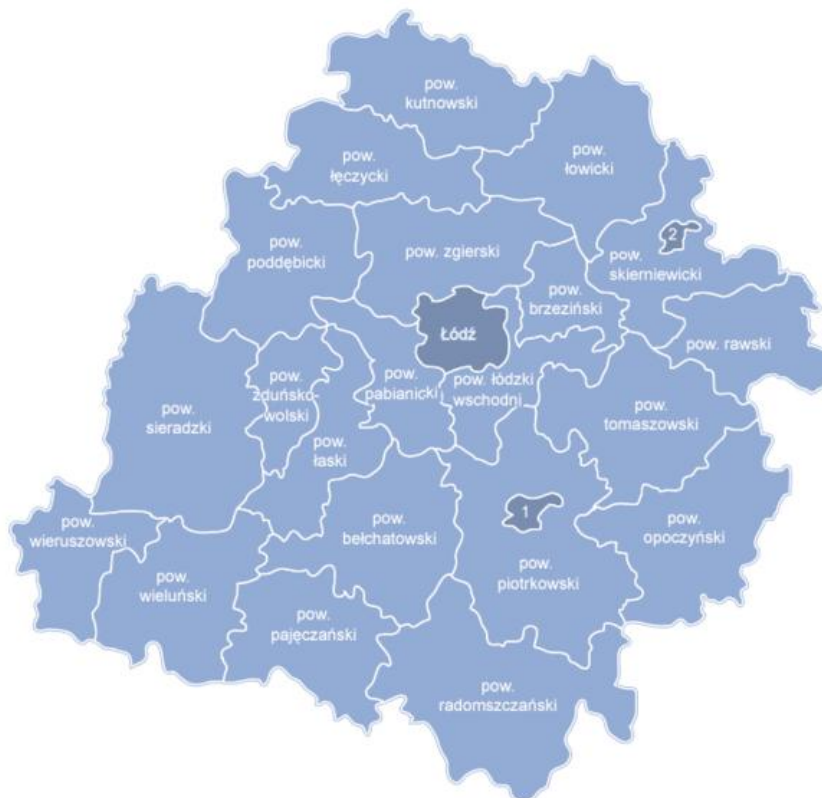 pow.
kutnowski
pow.
łęczycki
pow.
łowicki
2
pow.
poddębicki
pow. zgierski
pow.
skierniewicki
pow.
brzeziński
Łódź
pow. rawski
pow.
zduńsko-
wolski
pow.
pabianicki
pow. łódzki
wschodni
pow.
sieradzki
pow.
tomaszowski
pow.
łaski
1
pow.
wieruszowski
pow.
bełchatowski
pow.
opoczyński
pow.
wieluński
pow.
piotrkowski
pow.
pajęczański
pow.
radomszczański